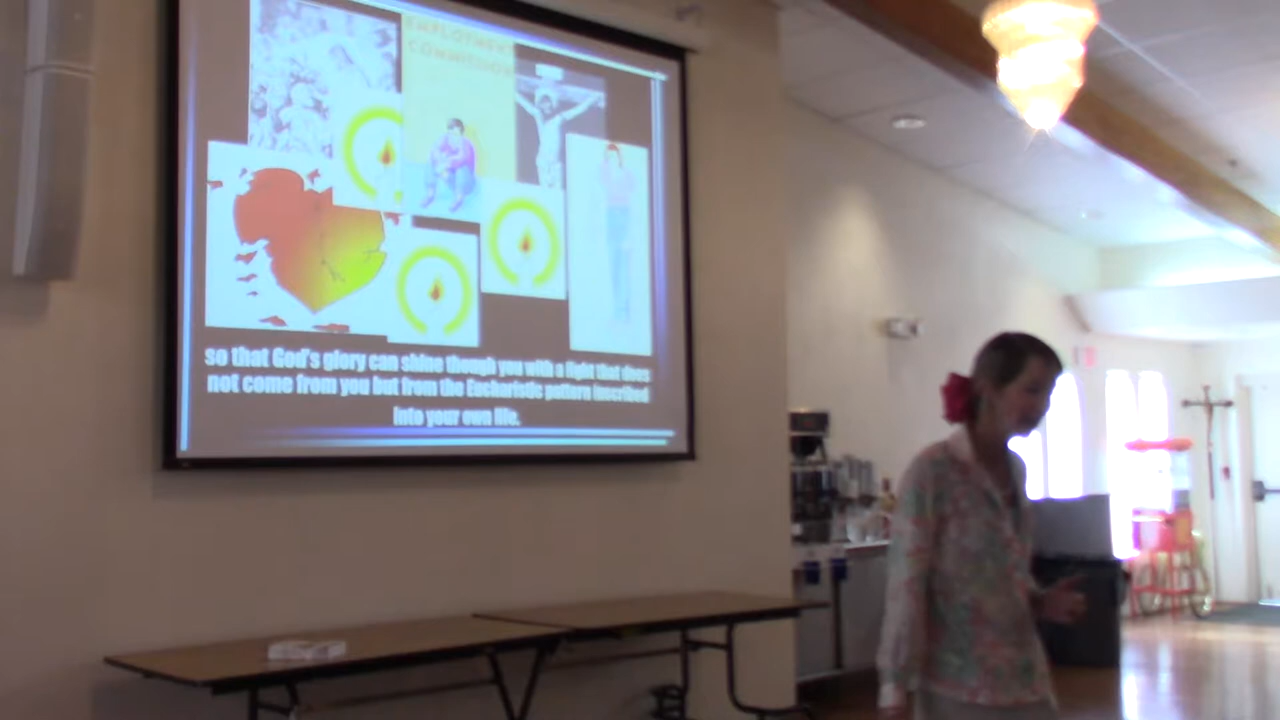 so that God's glory can shine though you with a light that does
not come from you but from the Eucharistic pattern inscribed
into your own life.